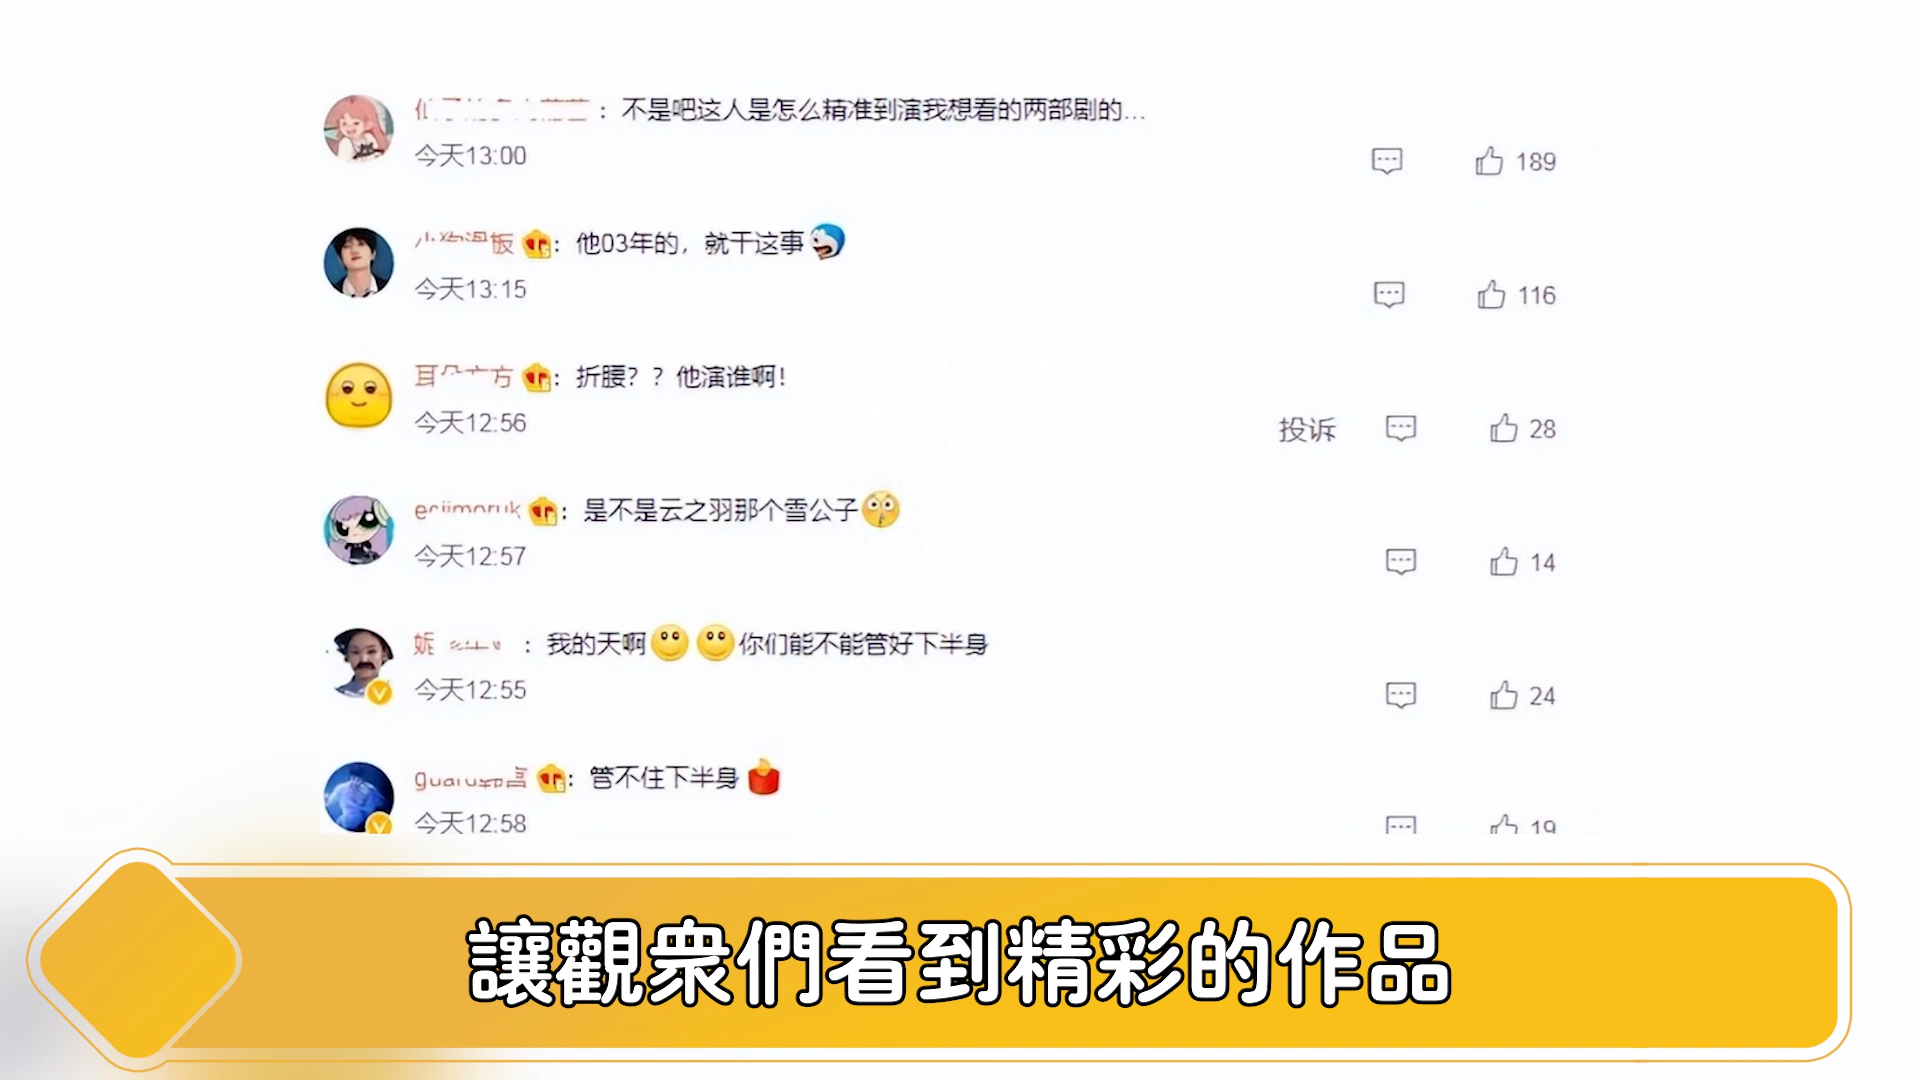 ：不是吧这人是怎么精准到演我想看的两部剧的...
今天13:00
189
：他03年的，就干这事
今天13:15
116
：折腰？？他演谁啊！
今天12:56
投诉
28
：是不是云之羽那个雪公子
今天12:57
14
：我的天啊你们能不能管好下半身
今天12:55
24
：管不住下半身
今天12:58
19
讓觀眾們看到精彩的作品